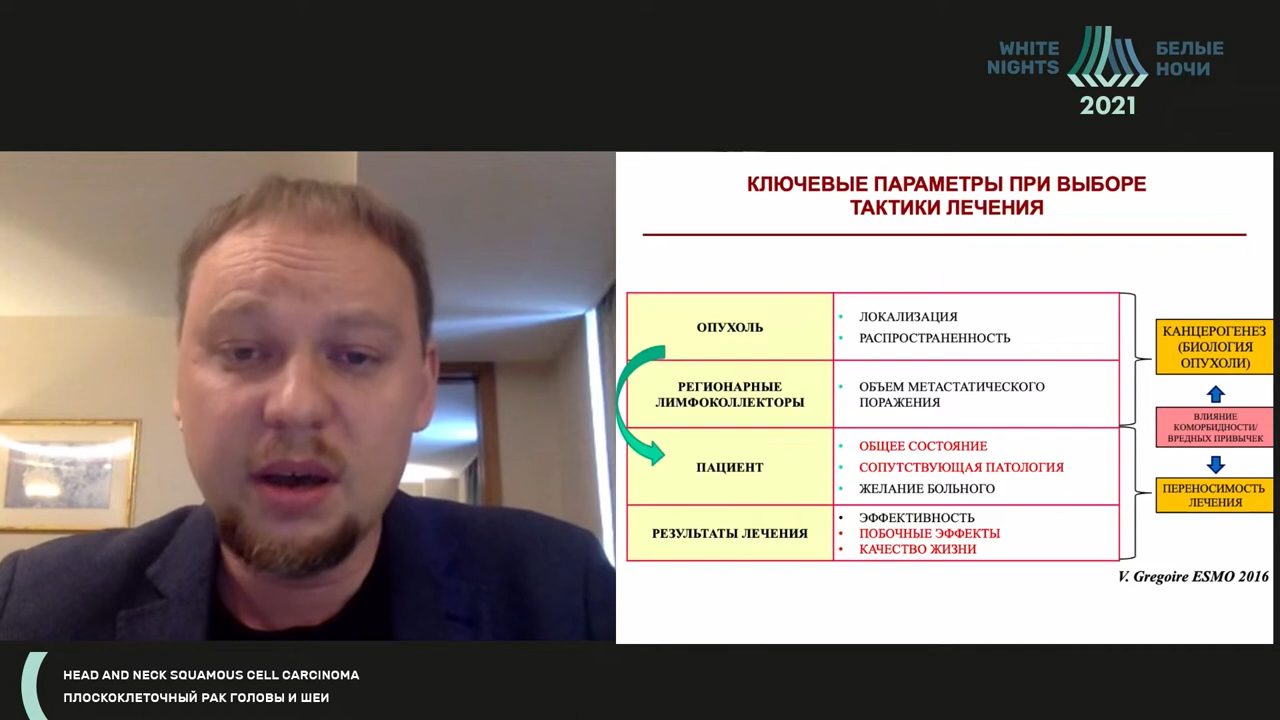 WHITE
NIGHTS
БЕЛЫЕ
НОЧИ
2021
КЛЮЧЕВЫЕ ПАРАМЕТРЫ ПРИ ВЫБОРЕ
ТАКТИКИ ЛЕЧЕНИЯ
ОПУХОЛЬ
• ЛОКАЛИЗАЦИЯ
• РАСПРОСТРАНЕННОСТЬ
РЕГИОНАРНЫЕ
ЛИМФОКОЛЛЕКТОРЫ
• ОБЪЕМ МЕТАСТАТИЧЕСКОГО
ПОРАЖЕНИЯ
ПАЦИЕНТ
• ОБЩЕЕ СОСТОЯНИЕ
• СОПУТСТВУЮЩАЯ ПАТОЛОГИЯ
• ЖЕЛАНИЕ БОЛЬНОГО
РЕЗУЛЬТАТЫ ЛЕЧЕНИЯ
• ЭФФЕКТИВНОСТЬ
• ПОБОЧНЫЕ ЭФФЕКТЫ
• КАЧЕСТВО ЖИЗНИ
КАНЦЕРОГЕНЕЗ
(БИОЛОГИЯ
ОПУХОЛИ)
ВЛИЯНИЕ
КОМОРБИДНОСТИ/
ВРЕДНЫХ ПРИВЫЧЕК
ПЕРЕНОСИМОСТЬ
ЛЕЧЕНИЯ
V. Gregoire ESMO 2016
HEAD AND NECK SQUAMOUS CELL CARCINOMA
ПЛОСКОКЛЕТОЧНЫЙ РАК ГОЛОВЫ И ШЕИ